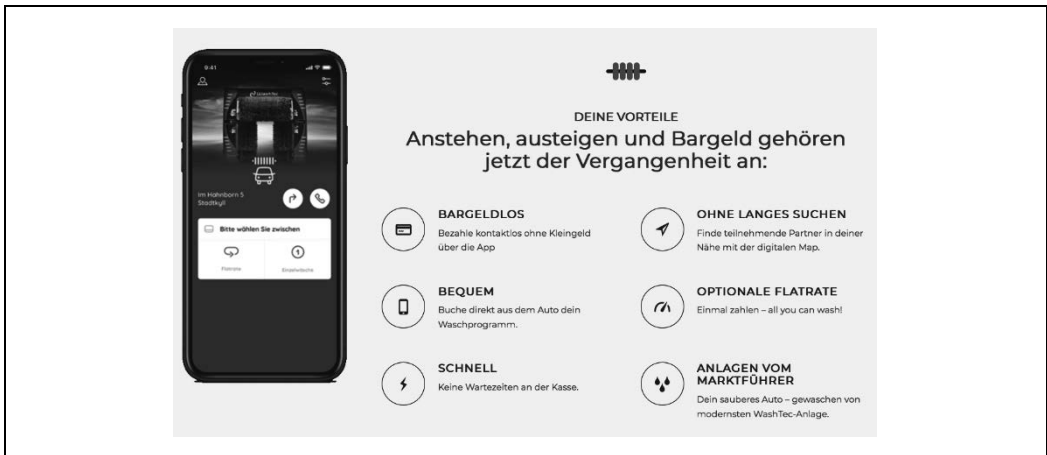 9:41
Im Hahnborn 5
Stadtkyll
Bitte wählen Sie zwischen
Flatrate
Einzelwäsche
DEINE VORTEILE
Anstehen, austeigen und Bargeld gehören
jetzt der Vergangenheit an:
BARGELDLOS
Bezahle kontaktlos ohne Kleingeld
über die App
OHNE LANGES SUCHEN
Finde teilnehmende Partner in deiner
Nähe mit der digitalen Map.
BEQUEM
Buche direkt aus dem Auto dein
Waschprogramm.
OPTIONALE FLATRATE
Einmal zahlen – all you can wash!
SCHNELL
Keine Wartezeiten an der Kasse.
ANLAGEN VOM
MARKTFÜHRER
Dein sauberes Auto – gewaschen von
modernsten WashTec-Anlage.